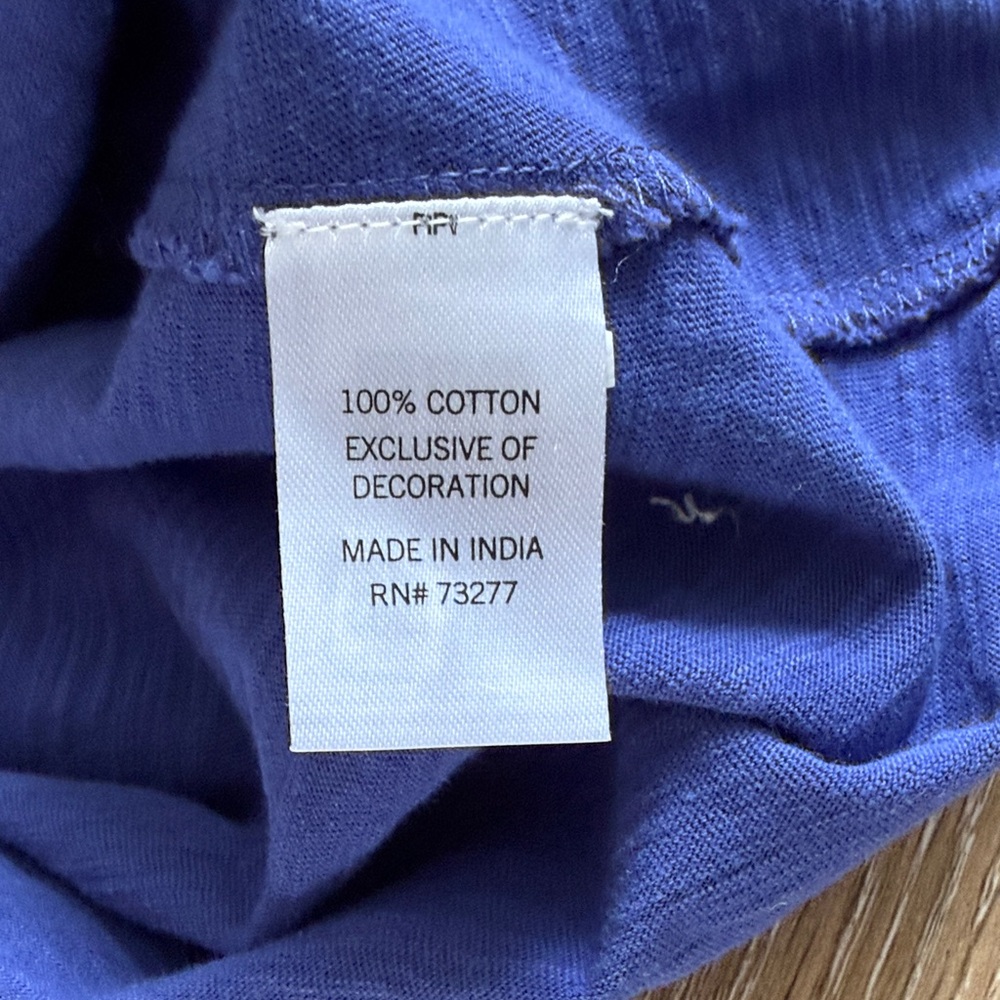 100% COTTON
EXCLUSIVE OF
DECORATION
MADE IN INDIA
RN# 73277